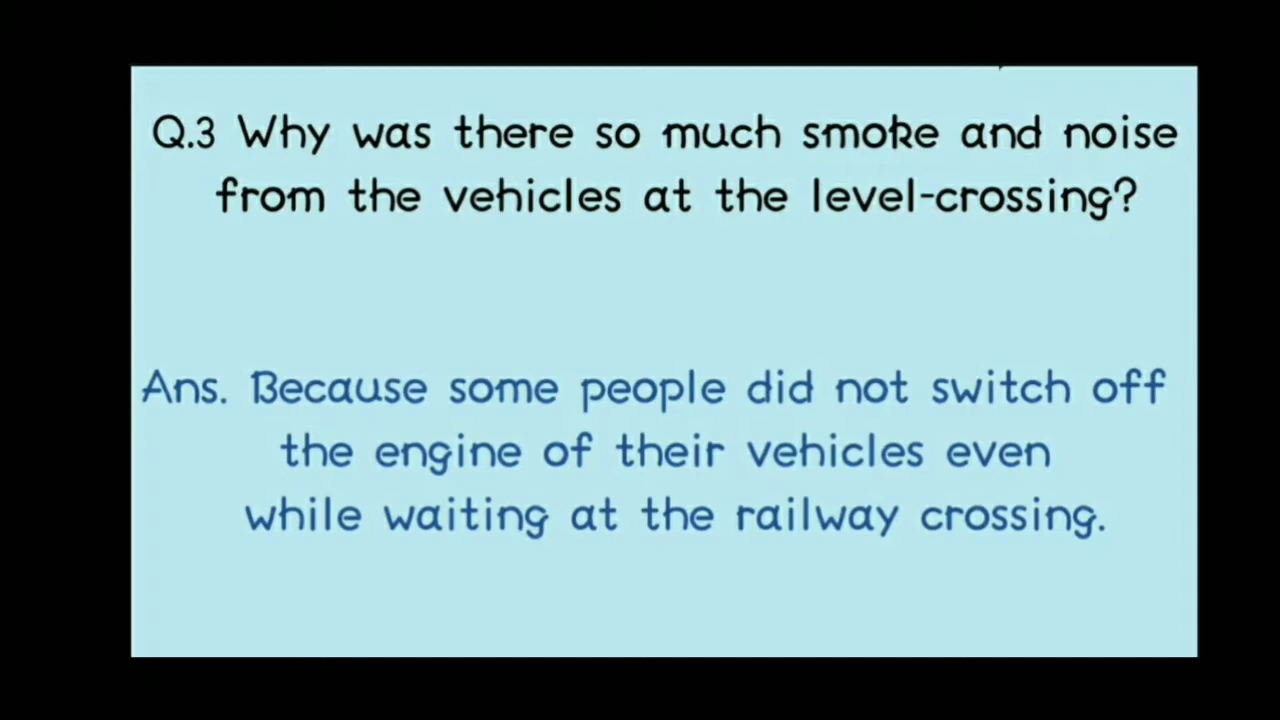 Q.3 Why was there so much smoke and noise
from the vehicles at the level-crossing?
Ans. Because some people did not switch off
the engine of their vehicles even
while waiting at the railway crossing.